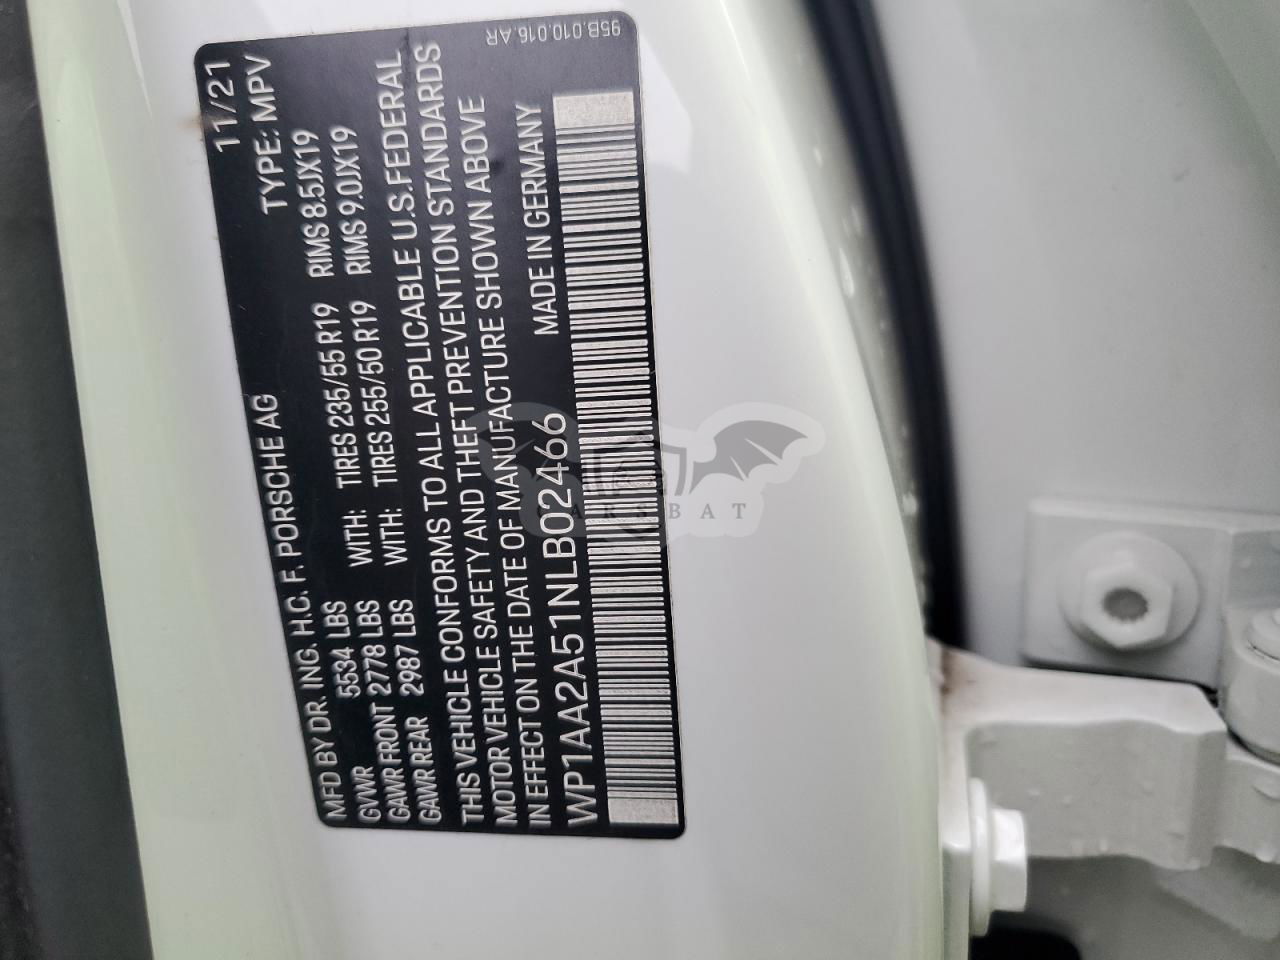 MFD BY DR. ING. H.C. F. PORSCHE AG 11/21
GVWR 5534 LBS TYPE: MPV
GAWR FRONT 2778 LBS WITH: TIRES 235/55 R19 RIMS 8.5JX19
GAWR REAR 2987 LBS WITH: TIRES 255/50 R19 RIMS 9.0JX19
THIS VEHICLE CONFORMS TO ALL APPLICABLE U.S.FEDERAL
MOTOR VEHICLE SAFETY AND THEFT PREVENTION STANDARDS
IN EFFECT ON THE DATE OF MANUFACTURE SHOWN ABOVE
MADE IN GERMANY
WP1AA2A51NLB02466
95B.010.016.AR
CARSBAT